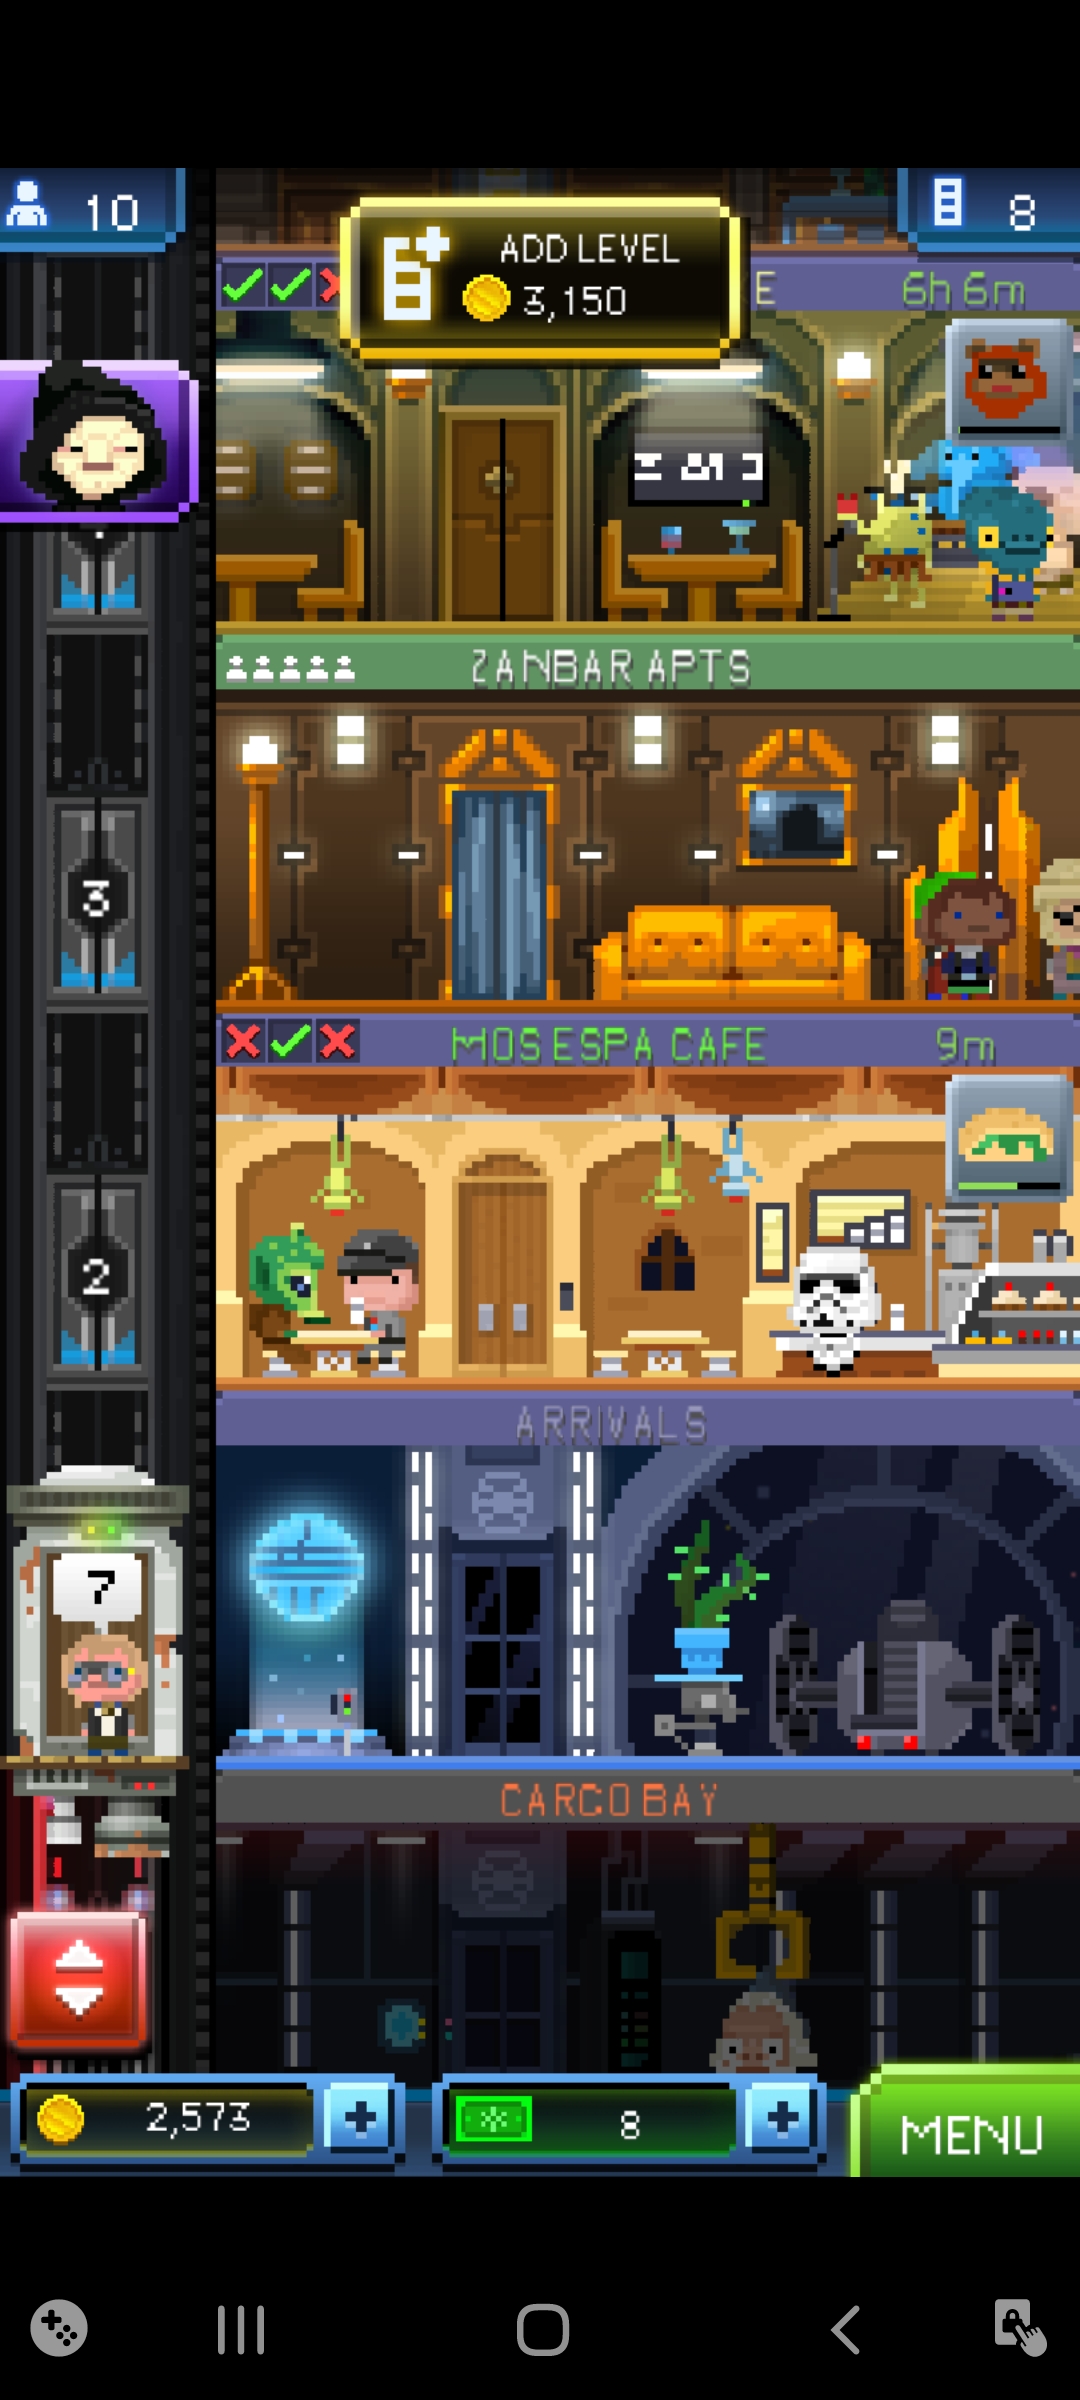 10
ADD LEVEL
3,150
8
E
6h 6m
ZANBAR APTS
3
MOS ESPA CAFE
9m
2
ARRIVALS
7
CARGO BAY
2,573
8
MENU